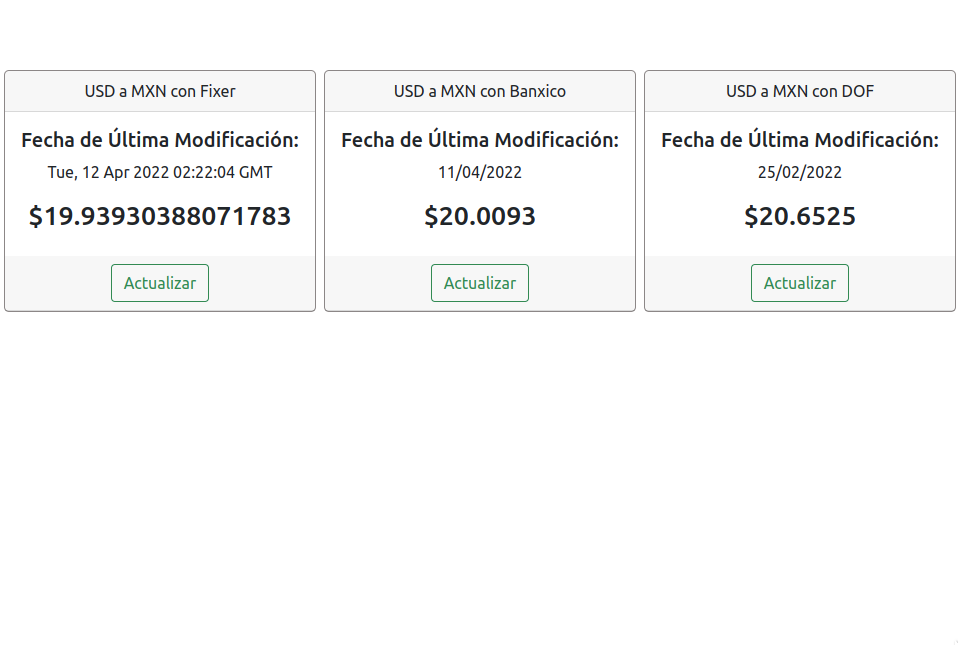 USD a MXN con Fixer
Fecha de Última Modificación:
Tue, 12 Apr 2022 02:22:04 GMT
$19.93930388071783
Actualizar
USD a MXN con Banxico
Fecha de Última Modificación:
11/04/2022
$20.0093
Actualizar
USD a MXN con DOF
Fecha de Última Modificación:
25/02/2022
$20.6525
Actualizar